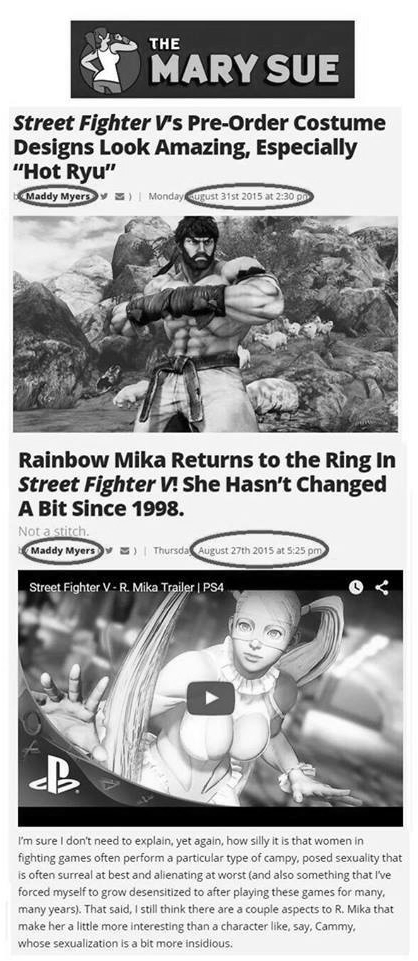 THE
MARY SUE
Street Fighter V's Pre-Order Costume
Designs Look Amazing, Especially
“Hot Ryu”
Maddy Myers ) | Monday, August 31st 2015 at 2:30 pm
Rainbow Mika Returns to the Ring In
Street Fighter V! She Hasn’t Changed
A Bit Since 1998.
Not a stitch.
Maddy Myers ) | Thursday August 27th 2015 at 5:25 pm
Street Fighter V - R. Mika Trailer | PS4
I’m sure I don’t need to explain, yet again, how silly it is that women in
fighting games often perform a particular type of campy, posed sexuality that
is often surreal at best and alienating at worst (and also something that I’ve
forced myself to grow desensitized to after playing these games for many,
many years). That said, I still think there are a couple aspects to R. Mika that
make her a little more interesting than a character like, say, Cammy,
whose sexualization is a bit more insidious.